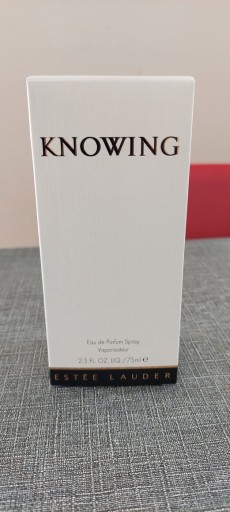 KNOWING
Eau de Parfum Spray
Vaporisateur
2.5 FL. OZ. LIQ./75ml ℮
ESTĒE LAUDER